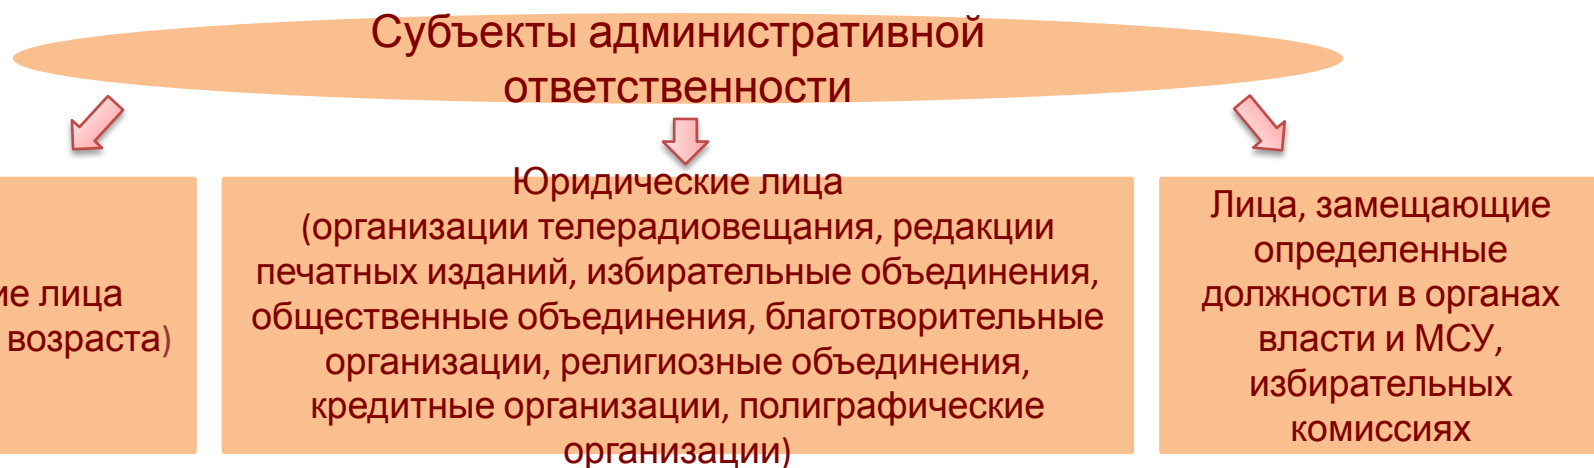 Субъекты административной
ответственности
лица
возраста)
Юридические лица
(организации телерадиовещания, редакции
печатных изданий, избирательные объединения,
общественные объединения, благотворительные
организации, религиозные объединения,
кредитные организации, полиграфические
организации)
Лица, замещающие
определенные
должности в органах
власти и МСУ,
избирательных
комиссиях